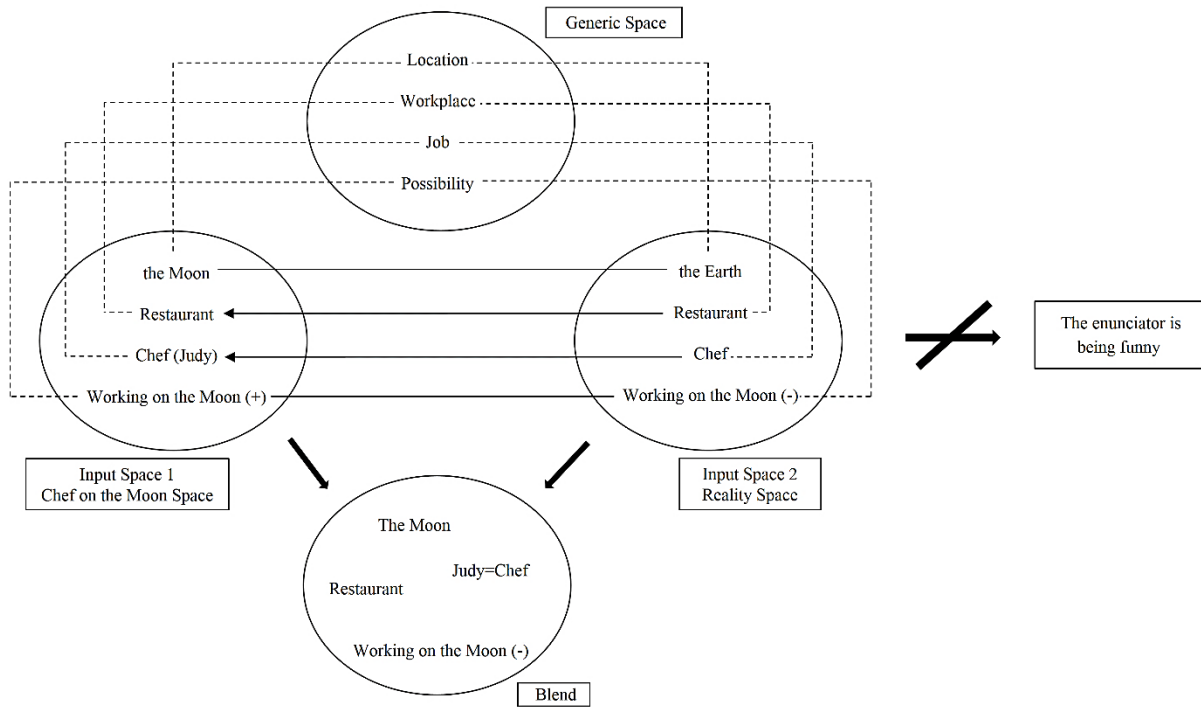 Generic Space
Location
Workplace
Job
Possibility
the Moon
the Earth
Restaurant
Restaurant
Chef (Judy)
Chef
Working on the Moon (+)
Working on the Moon (-)
The enunciator is
being funny
Input Space 1
Chef on the Moon Space
Input Space 2
Reality Space
The Moon
Judy=Chef
Restaurant
Working on the Moon (-)
Blend